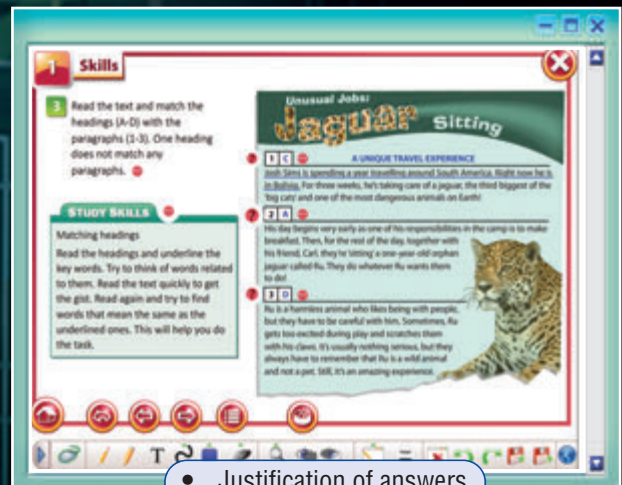 1 Skills
3 Read the text and match the
headings (A-D) with the
paragraphs (1-3). One heading
does not match any
paragraphs.
STUDY SKILLS
Matching headings
Read the headings and underline the
key words. Try to think of words related
to them. Read the text quickly to get
the gist. Read again and try to find
words that mean the same as the
underlined ones. This will help you do
the task.
Unusual Jobs:
Jaguar Sitting
1 C A UNIQUE TRAVEL EXPERIENCE
Josh Sims is spending a year travelling around South America. Right now he is
in Bolivia. For three weeks, he's taking care of a jaguar, the third biggest of the
'big cats' and one of the most dangerous animals on Earth!
2 A
His day begins very early as one of his responsibilities in the camp is to make
breakfast. Then, for the rest of the day, together with
his friend, Carl, they're 'sitting' a one-year-old orphan
jaguar called Ru. They do whatever Ru wants them
to do!
3 D
Ru is a harmless animal who likes being with people,
but they have to be careful with him. Sometimes, Ru
gets too excited during play and scratches them
with his claws. It's usually nothing serious, but they
always have to remember that Ru is a wild animal
and not a pet. Still, it's an amazing experience.
T
• Justification of answers